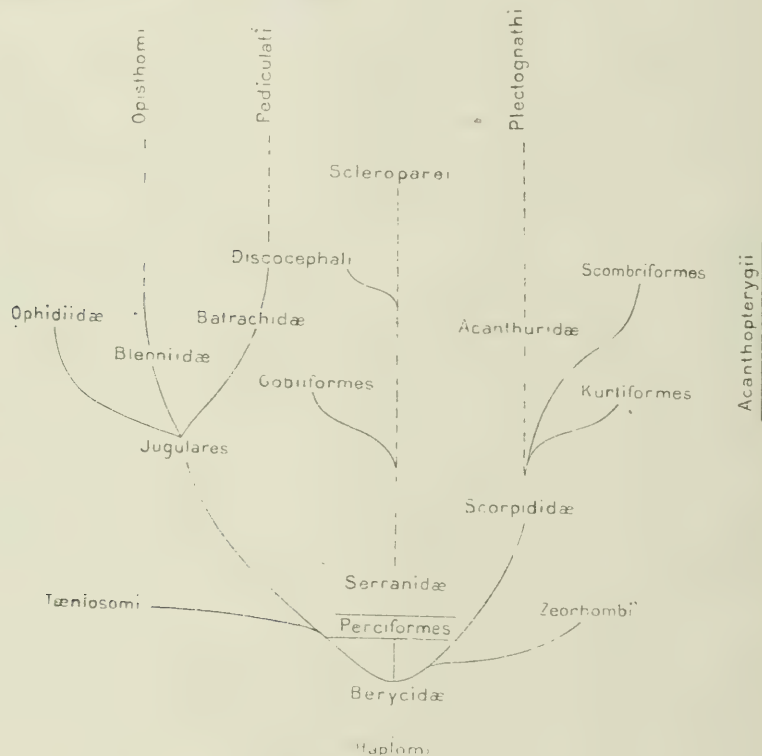 Opisthomi
Pediculati
Plectognathi
Scleroparei
Discocephali
Scombriformes
Acanthopterygii
Ophidiidæ
Batrachidæ
Acanthuridæ
Blenniidæ
Gobiiformes
Kurtiformes
Jugulares
Scorpididæ
Serranidæ
Tæniosomi
Zeorhombi
Perciformes
Berycidæ
Haplomi